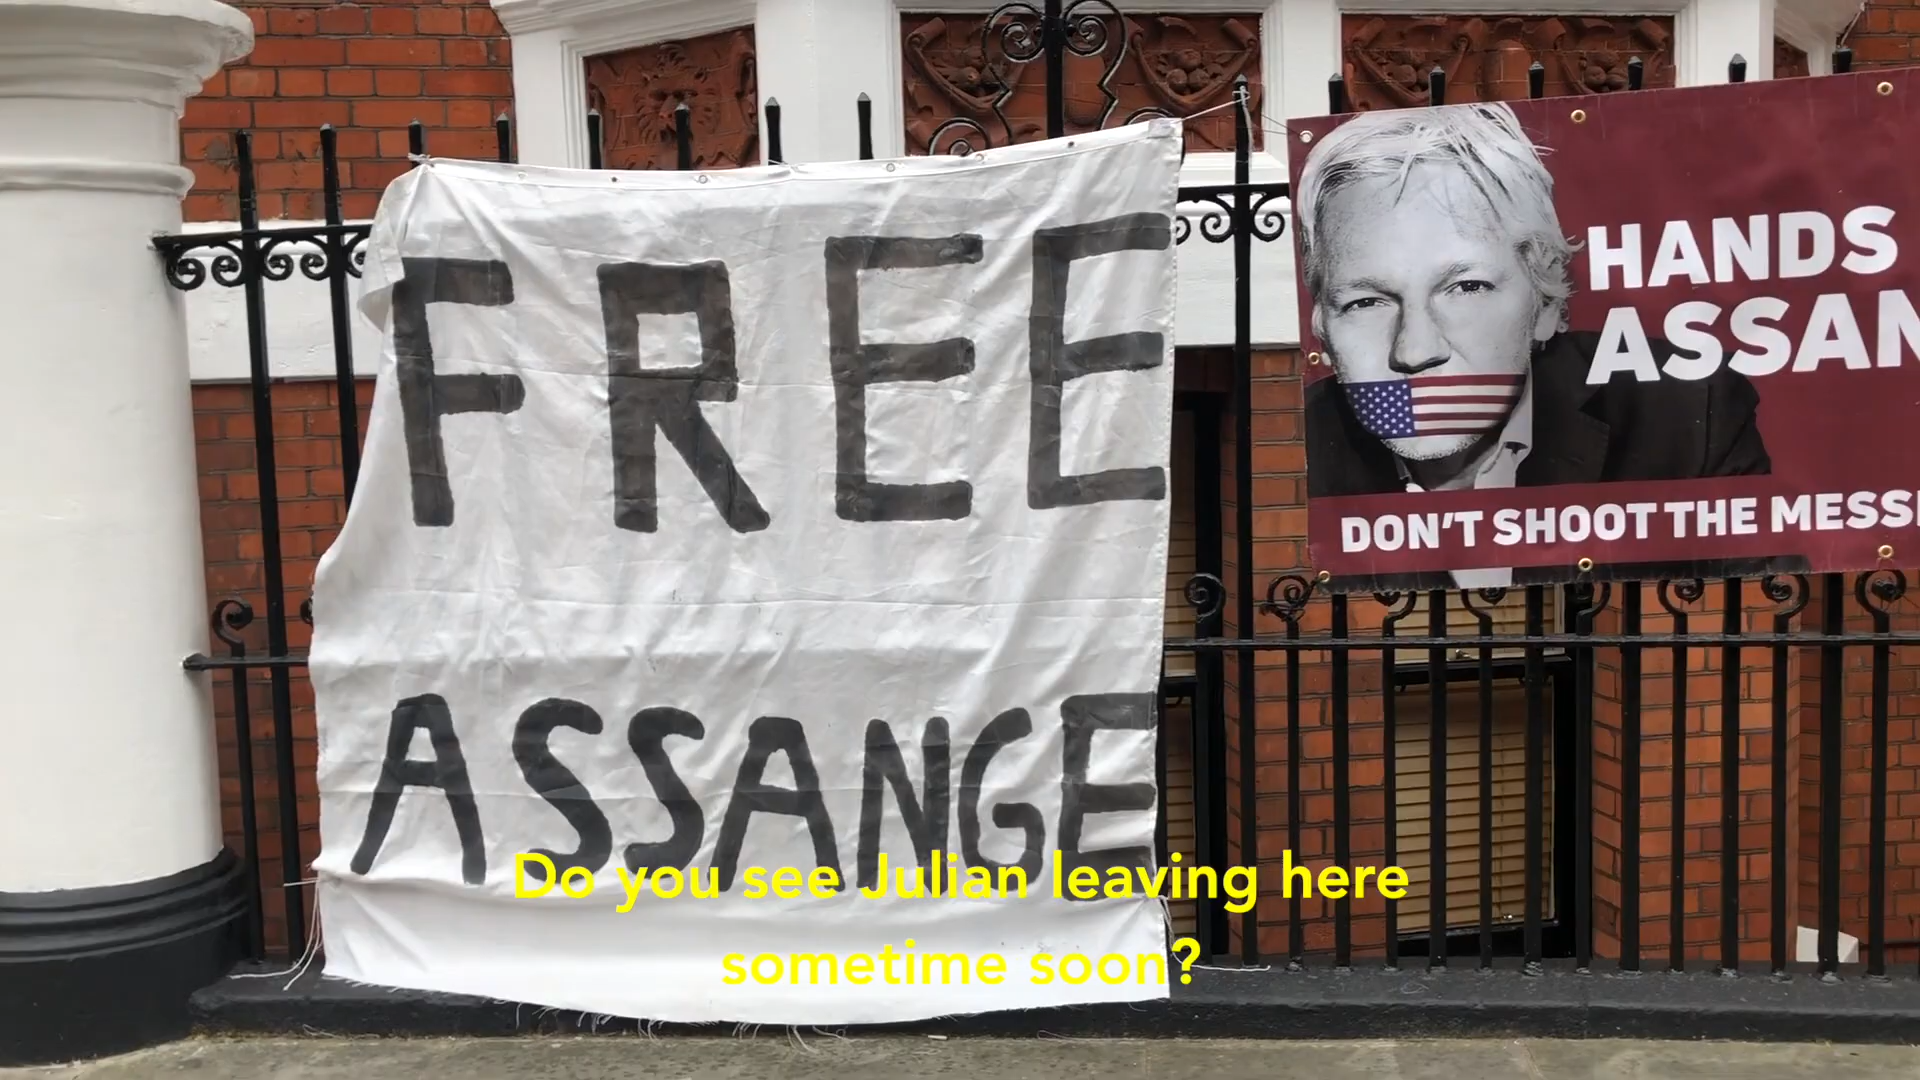 FREE
ASSANGE
HANDS
ASSAN
DON'T SHOOT THE MESS
Do you see Julian leaving here
sometime soon?